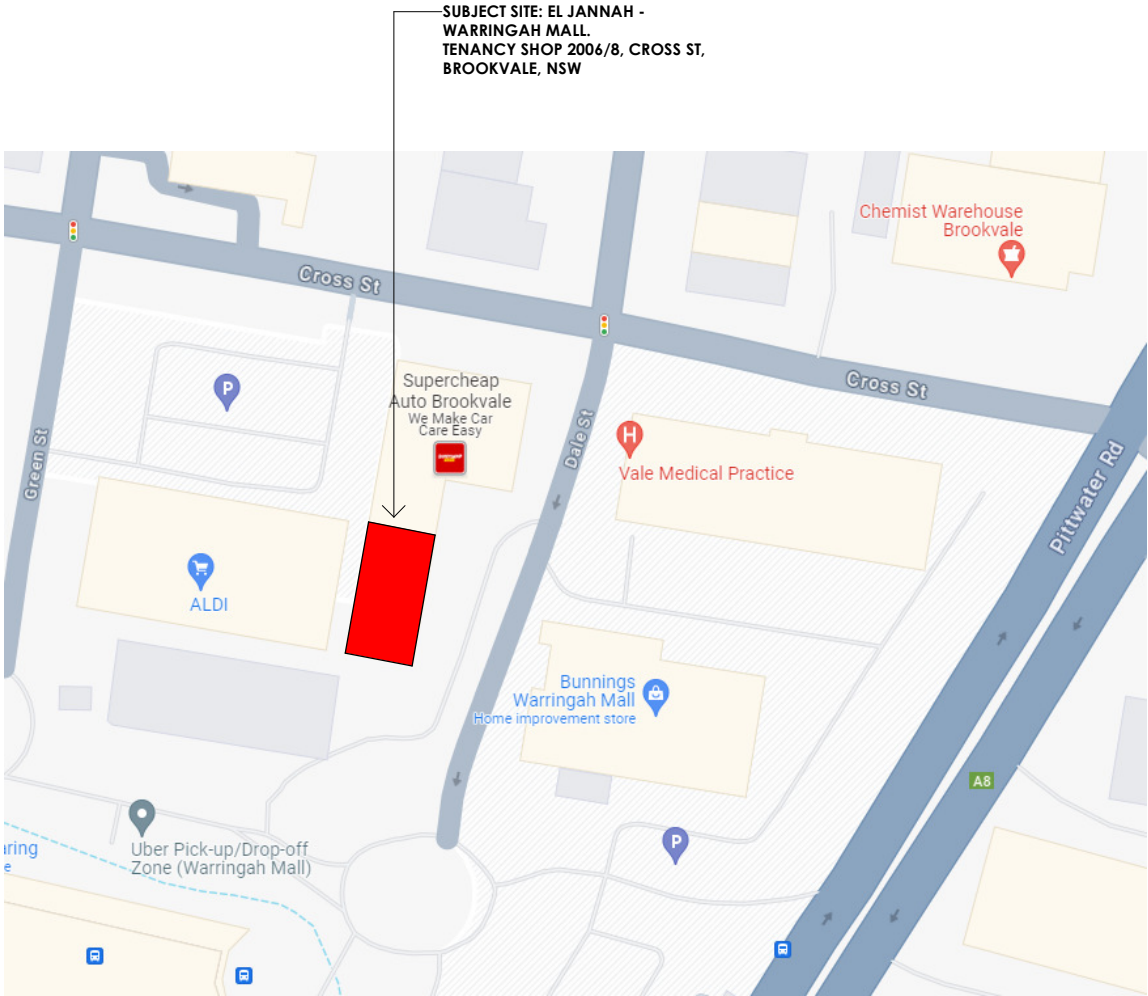 SUBJECT SITE: EL JANNAH -
WARRINGAH MALL.
TENANCY SHOP 2006/8, CROSS ST,
BROOKVALE, NSW
Chemist Warehouse
Brookvale
Cross St
Cross St
Supercheap
Auto Brookvale
We Make Car
Care Easy
P
Dale St
H
Vale Medical Practice
Green St
Pittwater Rd
ALDI
Bunnings
Warringah Mall
Home improvement store
A8
Uber Pick-up/Drop-off
Zone (Warringah Mall)
P
aring
e